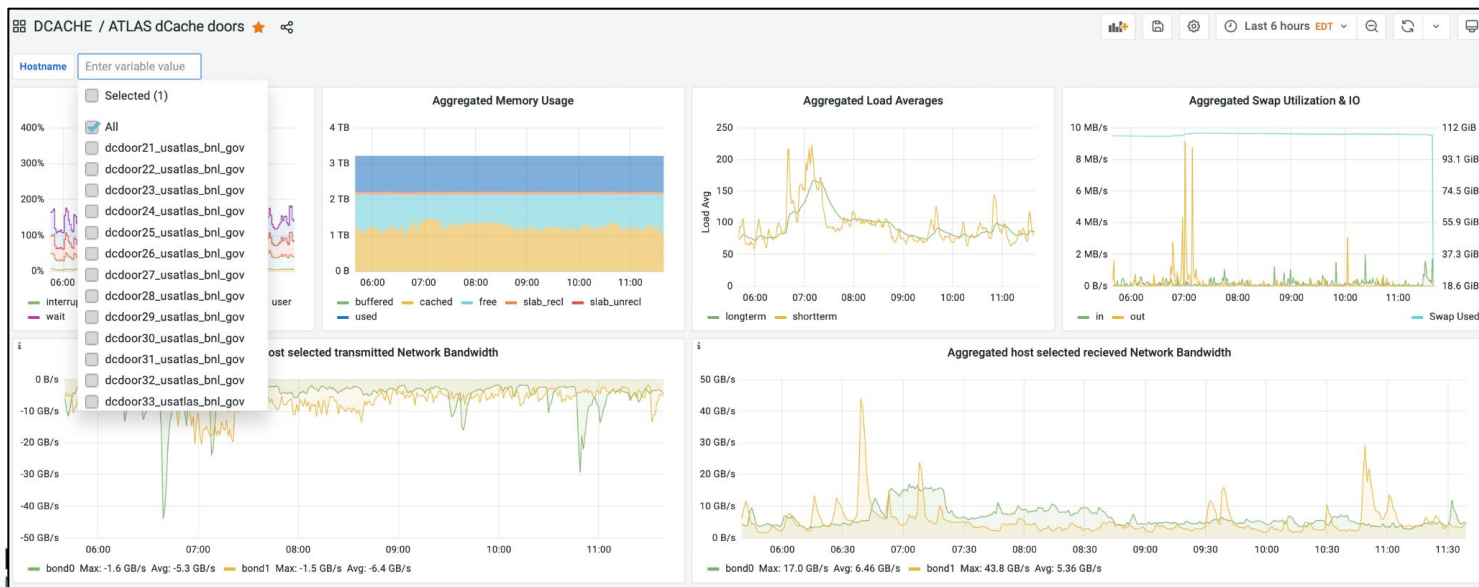 DCACHE / ATLAS dCache doors
Last 6 hours EDT
Hostname
Enter variable value
Selected (1)
All
dcdoor21_usatlas_bnl_gov
dcdoor22_usatlas_bnl_gov
dcdoor23_usatlas_bnl_gov
dcdoor24_usatlas_bnl_gov
dcdoor25_usatlas_bnl_gov
dcdoor26_usatlas_bnl_gov
dcdoor27_usatlas_bnl_gov
dcdoor28_usatlas_bnl_gov
dcdoor29_usatlas_bnl_gov
dcdoor30_usatlas_bnl_gov
dcdoor31_usatlas_bnl_gov
dcdoor32_usatlas_bnl_gov
dcdoor33_usatlas_bnl_gov
400%
300%
200%
100%
0%
06:00
user
wait
Aggregated Memory Usage
4 TB
3 TB
2 TB
1 TB
0 B
06:00 07:00 08:00 09:00 10:00 11:00
buffered cached free slab_recl slab_unrecl
used
Aggregated Load Averages
Load Avg
250
200
150
100
50
0
06:00 07:00 08:00 09:00 10:00 11:00
longterm shortterm
Aggregated Swap Utilization & IO
10 MB/s 112 GiB
8 MB/s 93.1 GiB
6 MB/s 74.5 GiB
4 MB/s 55.9 GiB
2 MB/s 37.3 GiB
0 B/s 18.6 GiB
06:00 07:00 08:00 09:00 10:00 11:00
in out Swap Used
selected transmitted Network Bandwidth
0 B/s
-10 GB/s
-20 GB/s
-30 GB/s
-40 GB/s
-50 GB/s
06:00 07:00 08:00 09:00 10:00 11:00
bond0 Max: -1.6 GB/s Avg: -5.3 GB/s bond1 Max: -1.5 GB/s Avg: -6.4 GB/s
i
Aggregated host selected recieved Network Bandwidth
50 GB/s
40 GB/s
30 GB/s
20 GB/s
10 GB/s
0 B/s
06:00 06:30 07:00 07:30 08:00 08:30 09:00 09:30 10:00 10:30 11:00 11:30
bond0 Max: 17.0 GB/s Avg: 6.46 GB/s bond1 Max: 43.8 GB/s Avg: 5.36 GB/s